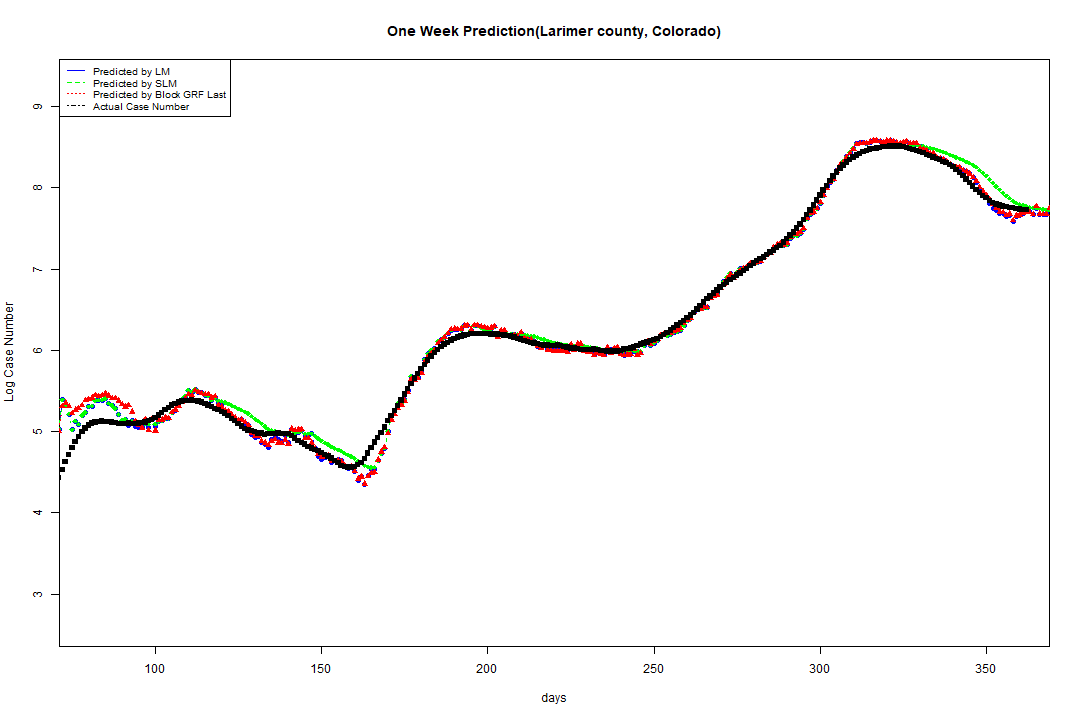 One Week Prediction(Larimer county, Colorado)
Predicted by LM
Predicted by SLM
Predicted by Block GRF Last
Actual Case Number
Log Case Number
9
8
7
6
5
4
3
100 150 200 250 300 350
days